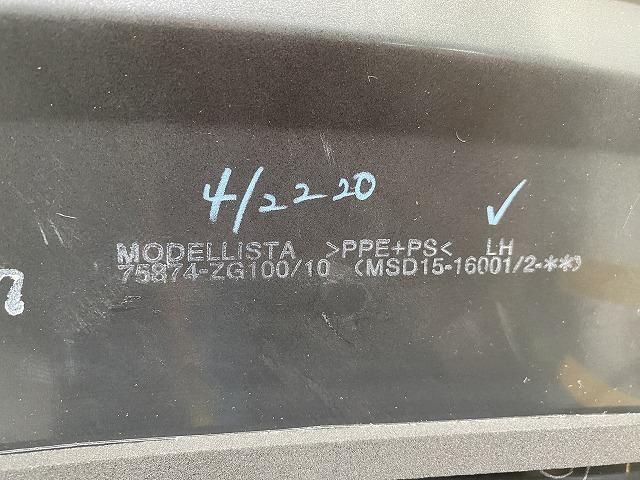 4/22 20 ✓
MODELLISTA >PPE+PS< LH
75874-ZG100/10 (MSD15-16001/2-**)